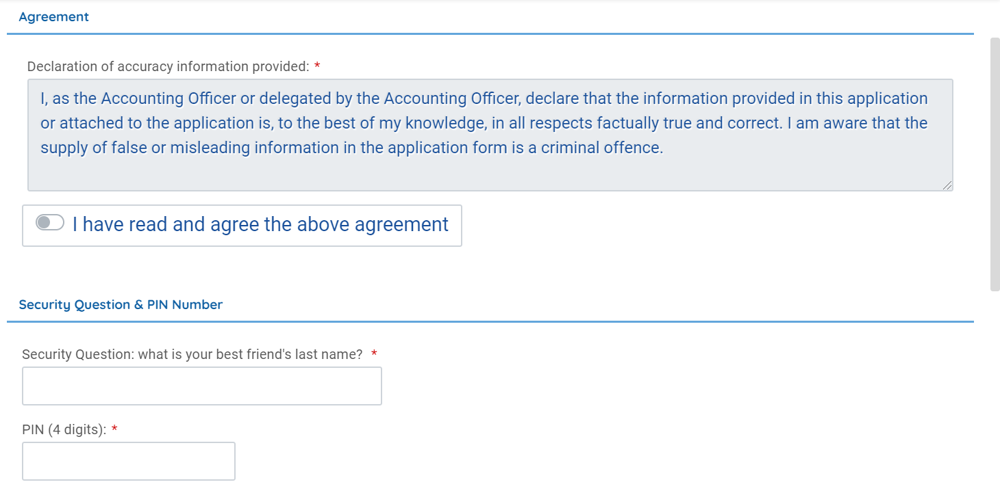 Agreement
Declaration of accuracy information provided: *
I, as the Accounting Officer or delegated by the Accounting Officer, declare that the information provided in this application
or attached to the application is, to the best of my knowledge, in all respects factually true and correct. I am aware that the
supply of false or misleading information in the application form is a criminal offence.
I have read and agree the above agreement
Security Question & PIN Number
Security Question: what is your best friend's last name? *
PIN (4 digits): *